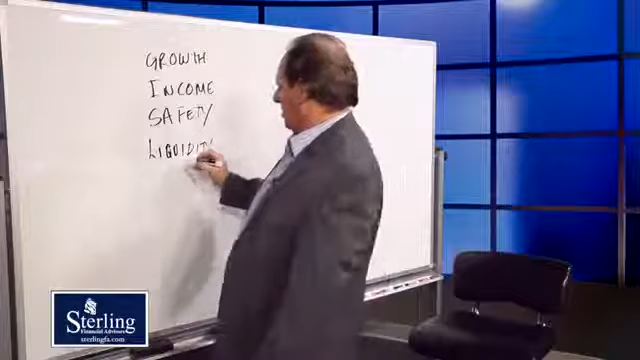 GROWTH
INCOME
SAFETY
LIQUIDITY
Sterling
Financial Advisors
sterlingfa.com